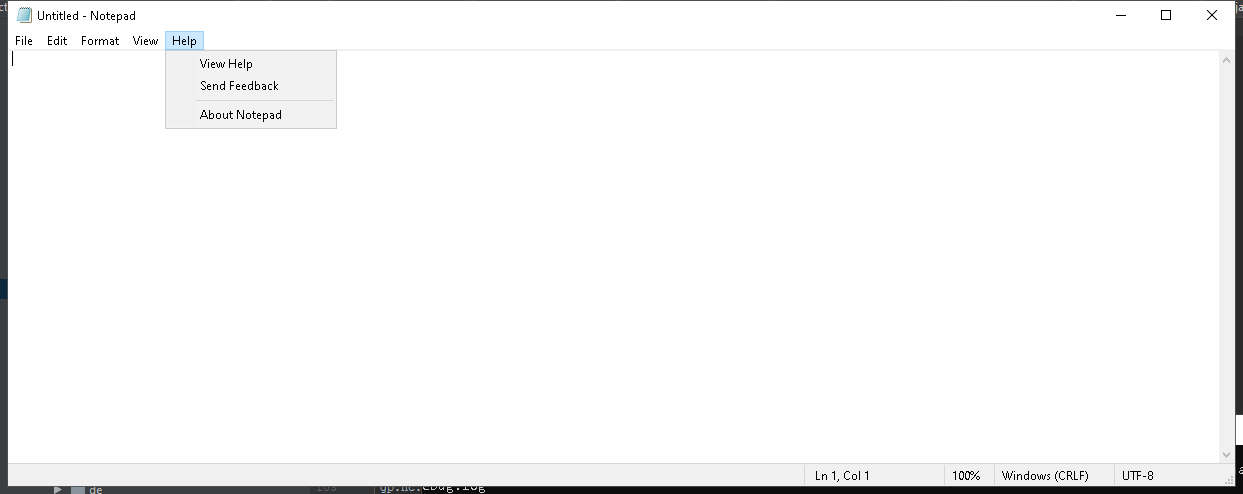 Untitled - Notepad
File Edit Format View Help
View Help
Send Feedback
About Notepad
Ln 1, Col 1 100% Windows (CRLF) UTF-8
de